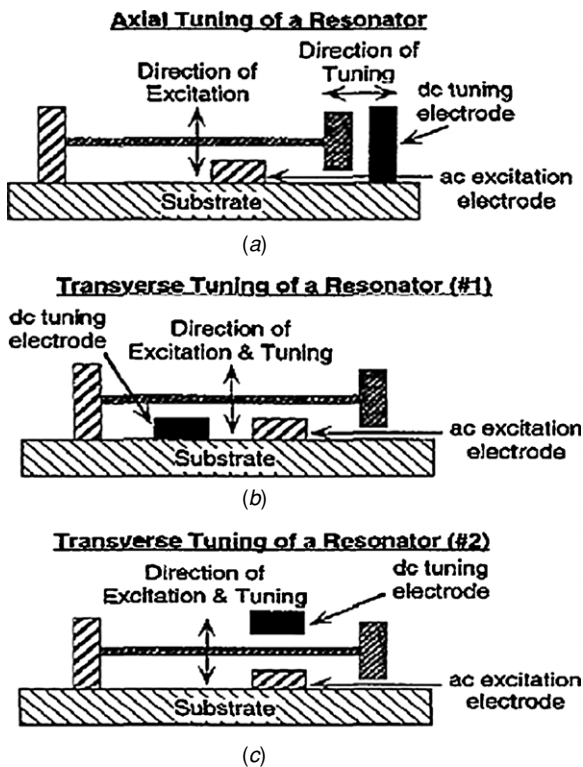 Axial Tuning of a Resonator
Direction of
Excitation
Direction of
Tuning
dc tuning
electrode
ac excitation
electrode
Substrate
(a)
Transverse Tuning of a Resonator (#1)
dc tuning
electrode
Direction of
Excitation & Tuning
ac excitation
electrode
Substrate
(b)
Transverse Tuning of a Resonator (#2)
Direction of
Excitation & Tuning
dc tuning
electrode
ac excitation
electrode
Substrate
(c)